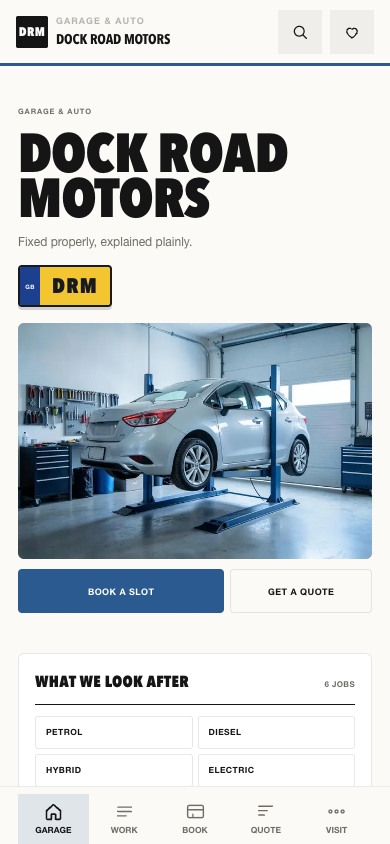 DRM
GARAGE & AUTO
DOCK ROAD MOTORS
GARAGE & AUTO
DOCK ROAD
MOTORS
Fixed properly, explained plainly.
GB DRM
BOOK A SLOT
GET A QUOTE
WHAT WE LOOK AFTER
6 JOBS
PETROL
DIESEL
HYBRID
ELECTRIC
GARAGE
WORK
BOOK
QUOTE
VISIT